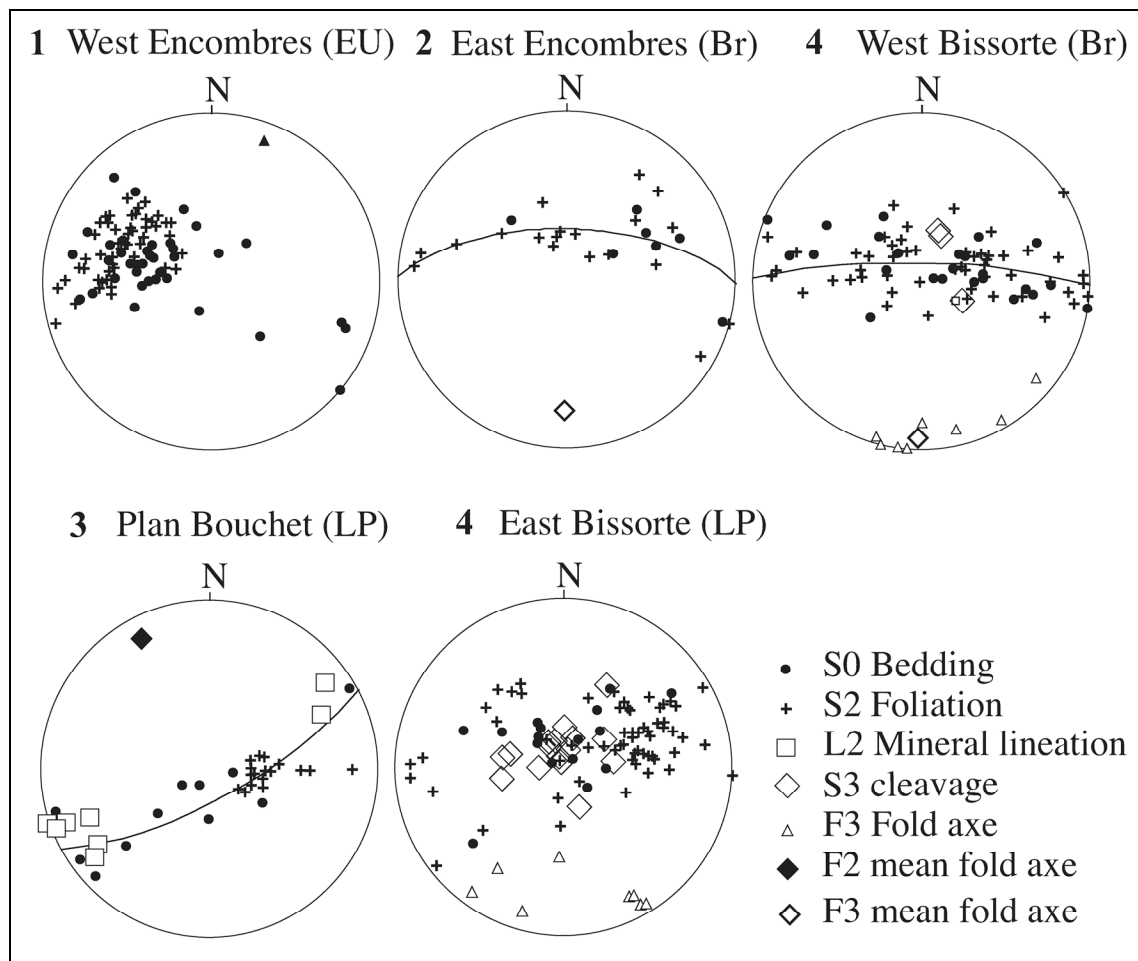 1 West Encombres (EU) 2 East Encombres (Br) 4 West Bissorte (Br)
N N N
3 Plan Bouchet (LP) 4 East Bissorte (LP)
N N
S0 Bedding
S2 Foliation
L2 Mineral lineation
S3 cleavage
F3 Fold axe
F2 mean fold axe
F3 mean fold axe